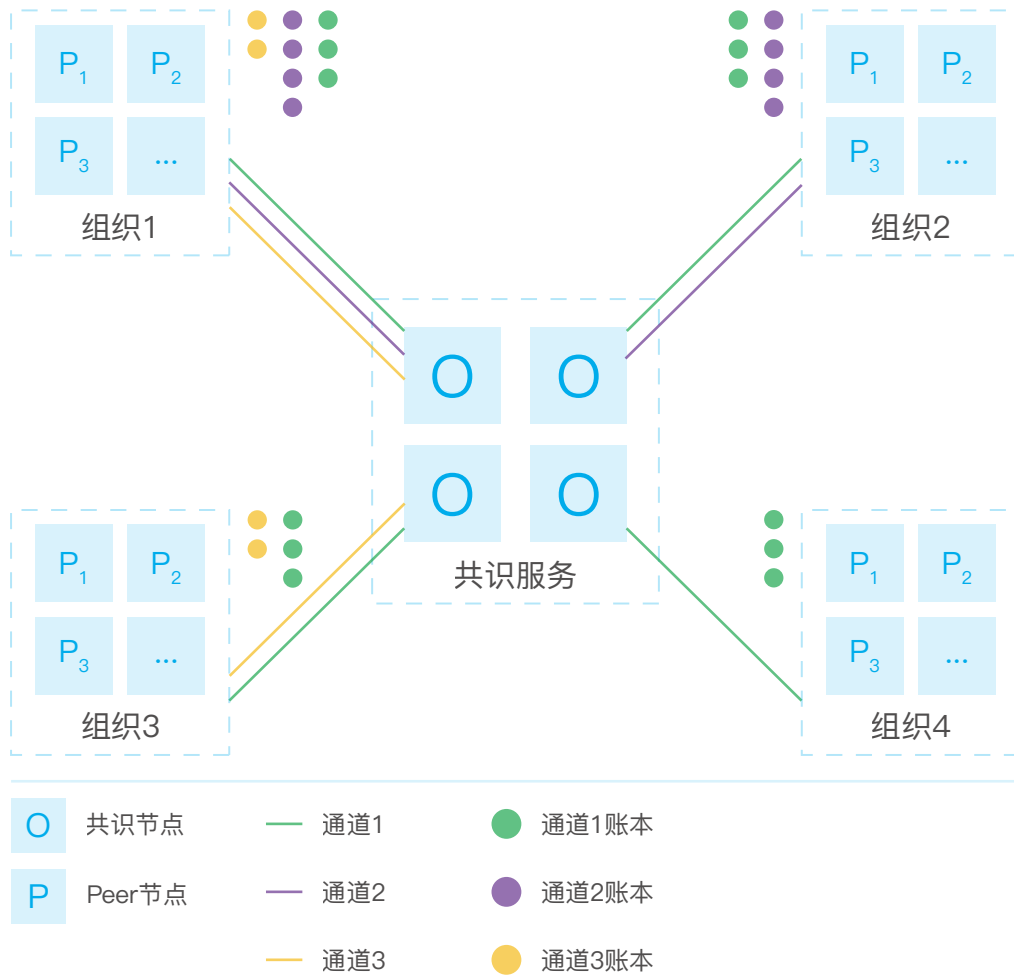 P1 P2
P3 ...
组织1
P1 P2
P3 ...
组织2
O O
O O
共识服务
P1 P2
P3 ...
组织3
P1 P2
P3 ...
组织4
O 共识节点 通道1 通道1账本
P Peer节点 通道2 通道2账本
通道3 通道3账本